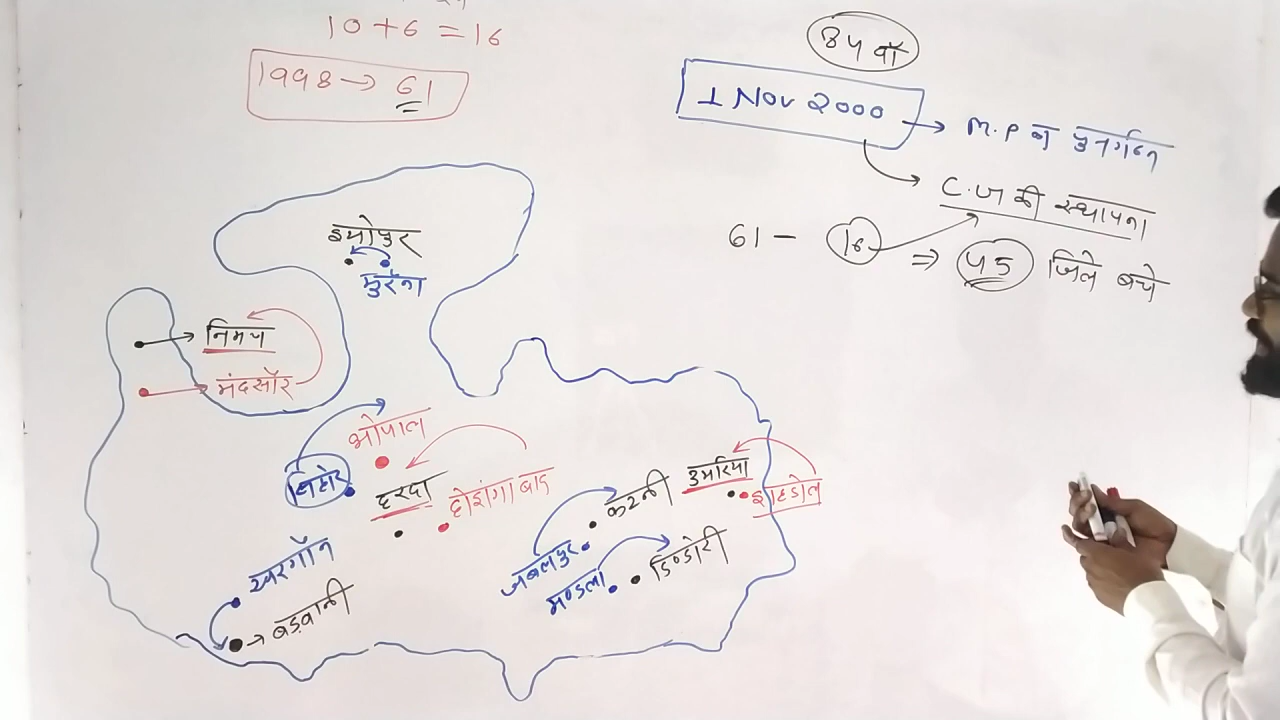 10 + 6 = 16
1998 → 61
84 वाँ
1 Nov 2000 → M.P का पुनर्गठन
C.G की स्थापना
61 - 16 ⇒ 45 जिले बचे
श्योपुर
मुरैना
निमच
मंदसौर
भोपाल
सिहोर
हरदा
होशंगाबाद
कटनी
उमरिया
शहडोल
जबलपुर
मण्डला
डिण्डोरी
खरगौन
→ बड़वानी